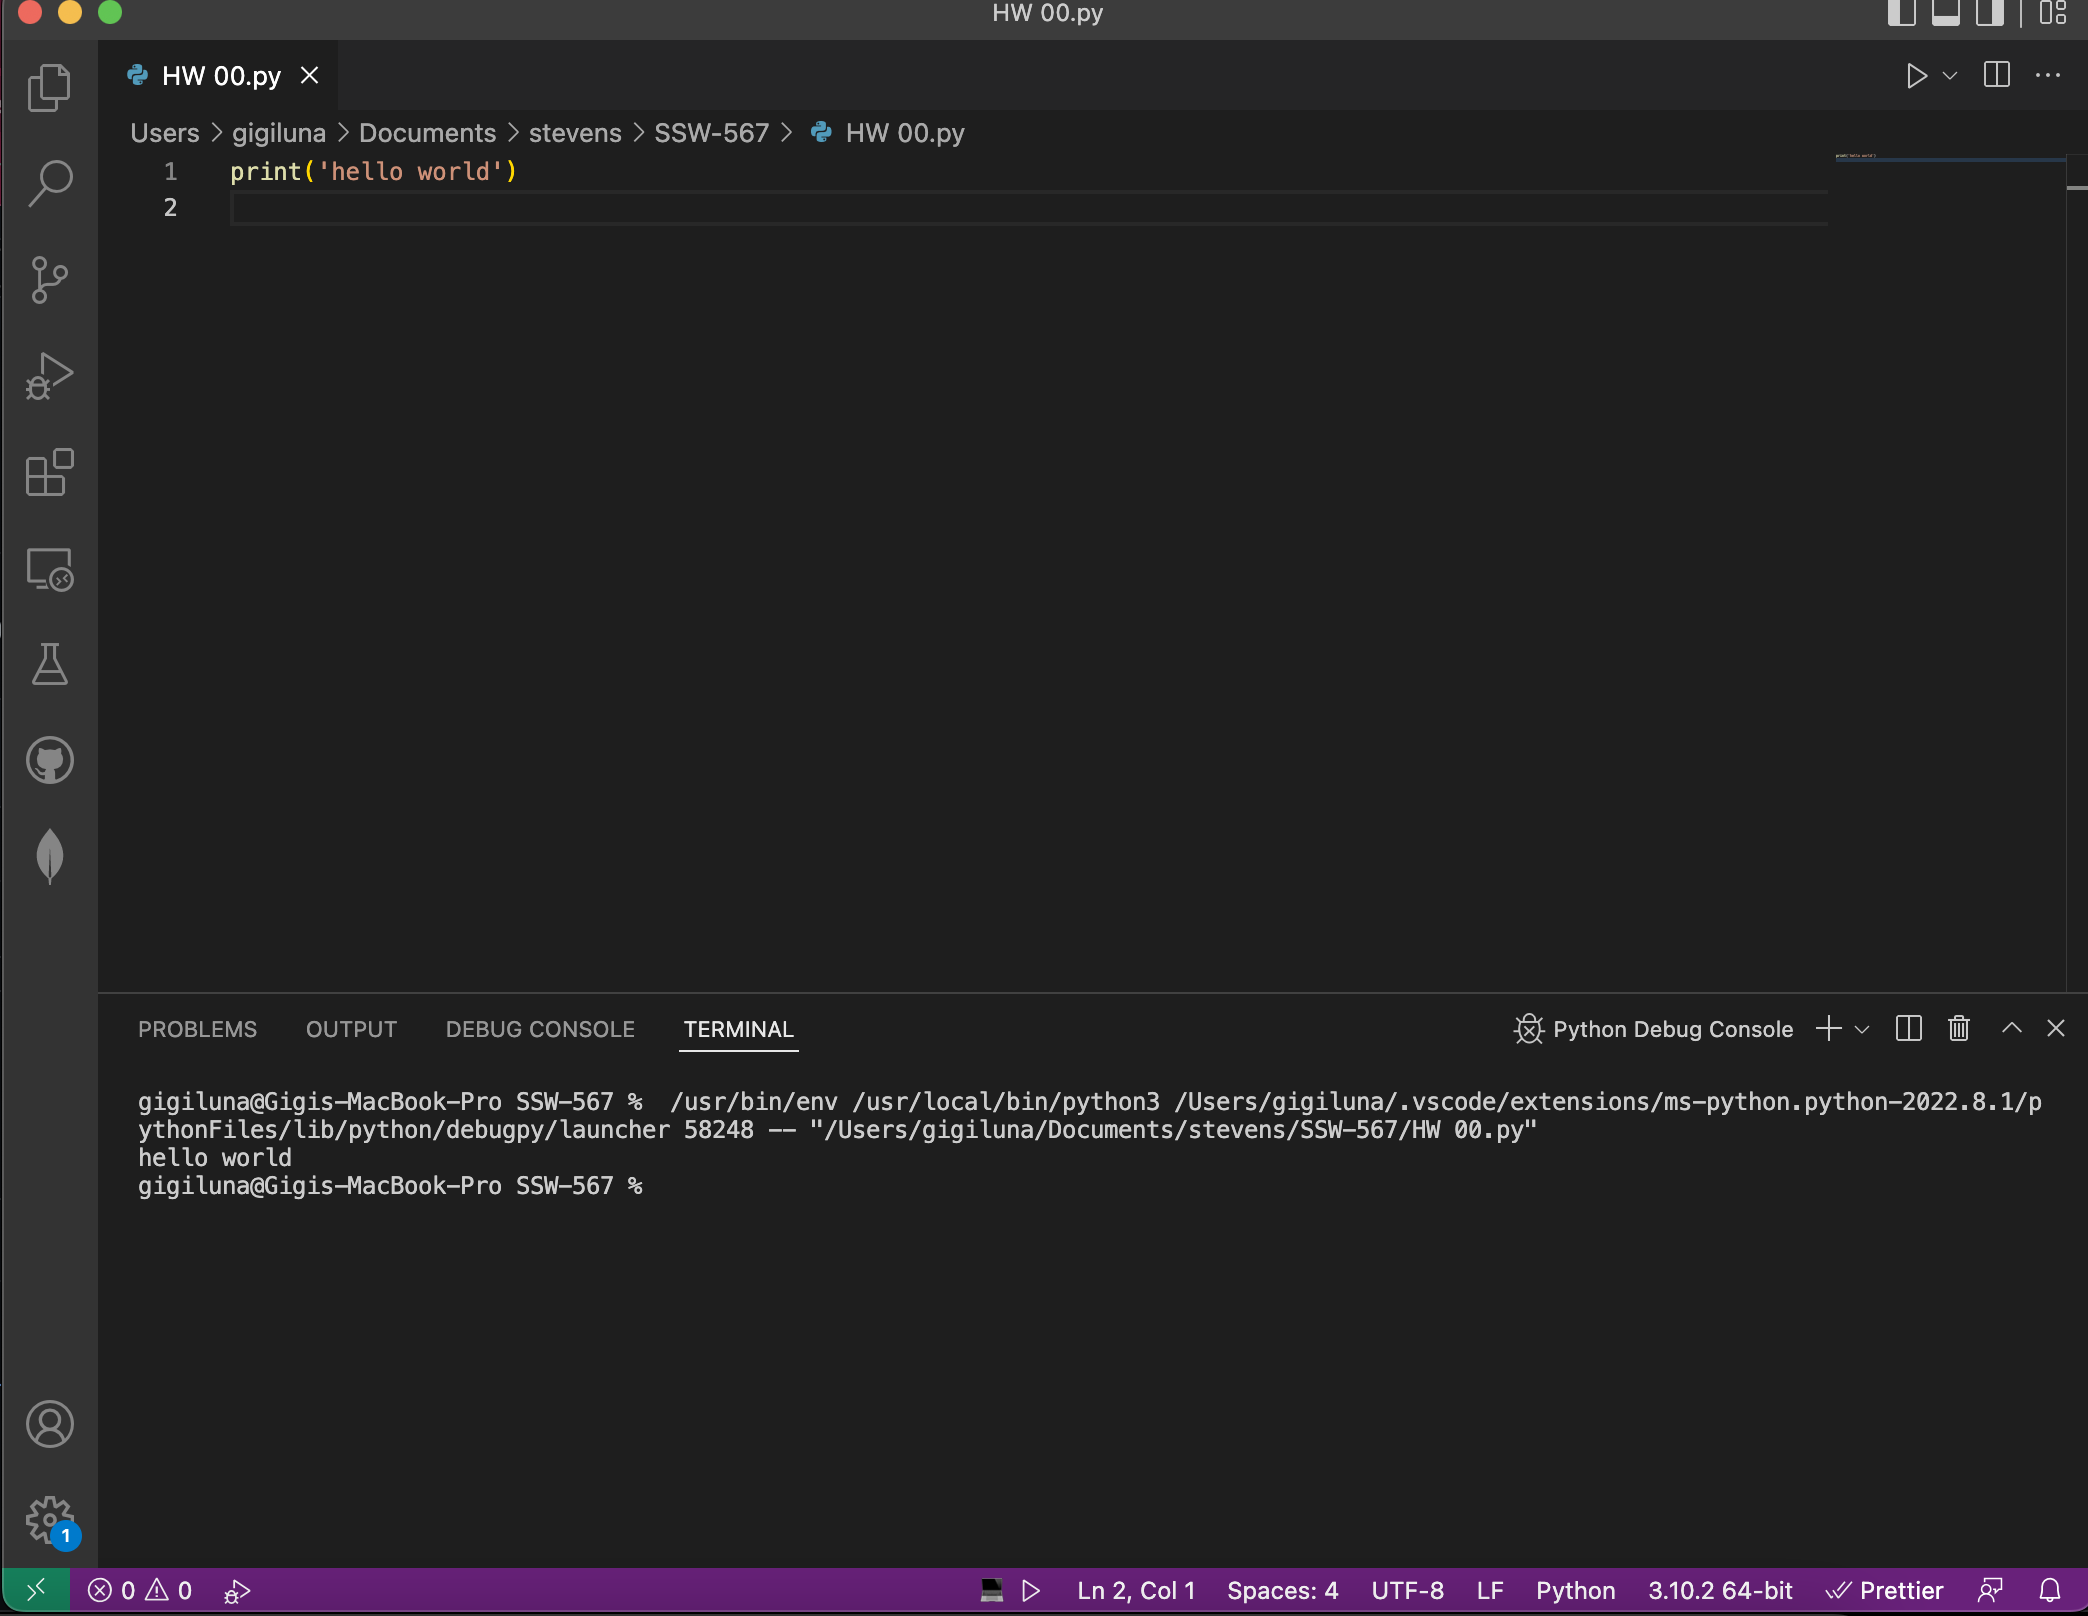 HW 00.py
HW 00.py
Users > gigiluna > Documents > stevens > SSW-567 > HW 00.py
1 print('hello world')
2
PROBLEMS OUTPUT DEBUG CONSOLE TERMINAL Python Debug Console
gigiluna@Gigis-MacBook-Pro SSW-567 %  /usr/bin/env /usr/local/bin/python3 /Users/gigiluna/.vscode/extensions/ms-python.python-2022.8.1/p
ythonFiles/lib/python/debugpy/launcher 58248 -- "/Users/gigiluna/Documents/stevens/SSW-567/HW 00.py"
hello world
gigiluna@Gigis-MacBook-Pro SSW-567 %
1
0 0 Ln 2, Col 1 Spaces: 4 UTF-8 LF Python 3.10.2 64-bit Prettier